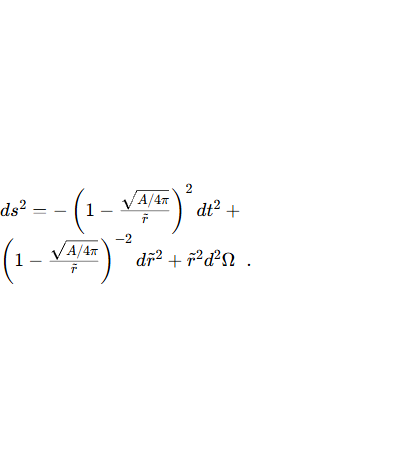 $ds^2 = -\left(1 - \frac{\sqrt{A/4\pi}}{\tilde{r}}\right)^2 dt^2 +$
$\left(1 - \frac{\sqrt{A/4\pi}}{\tilde{r}}\right)^{-2} d\tilde{r}^2 + \tilde{r}^2 d^2\Omega \ \ .$